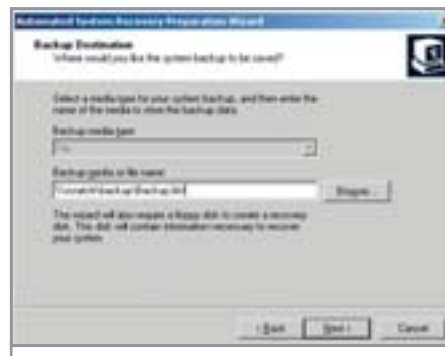 Automated System Recovery Preparation Wizard
Backup Destination
Where would you like the system backup to be saved?
Select a media type for your system backup, and then enter the
name of the media to store the backup data.
Backup media type:
File
Backup media or file name:
Browse...
The wizard will also require a floppy disk to create a recovery
disk. This disk will contain information necessary to recover
your system.
< Back
Next >
Cancel